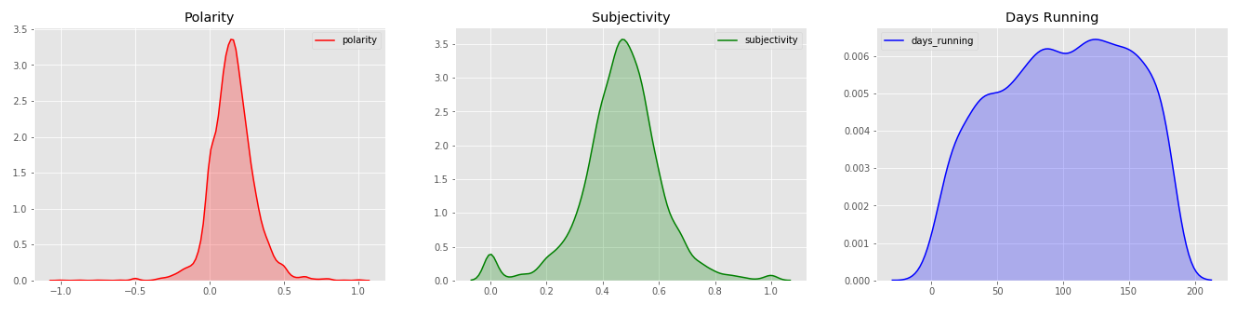 Polarity
polarity
3.5
3.0
2.5
2.0
1.5
1.0
0.5
0.0
−1.0 −0.5 0.0 0.5 1.0
Subjectivity
subjectivity
3.5
3.0
2.5
2.0
1.5
1.0
0.5
0.0
0.0 0.2 0.4 0.6 0.8 1.0
Days Running
days_running
0.006
0.005
0.004
0.003
0.002
0.001
0.000
0 50 100 150 200